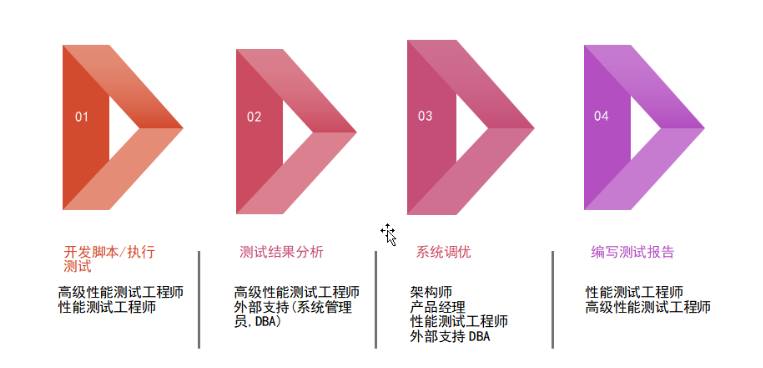 01
开发脚本/执行
测试
高级性能测试工程师
性能测试工程师
02
测试结果分析
高级性能测试工程师
外部支持(系统管理
员,DBA)
03
系统调优
架构师
产品经理
性能测试工程师
外部支持 DBA
04
编写测试报告
性能测试工程师
高级性能测试工程师